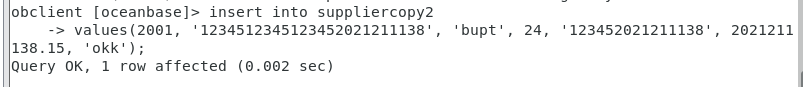 obclient [oceanbase]> insert into suppliercopy2
    -> values(2001, '1234512345123452021211138', 'bupt', 24, '123452021211138', 2021211
138.15, 'okk');
Query OK, 1 row affected (0.002 sec)